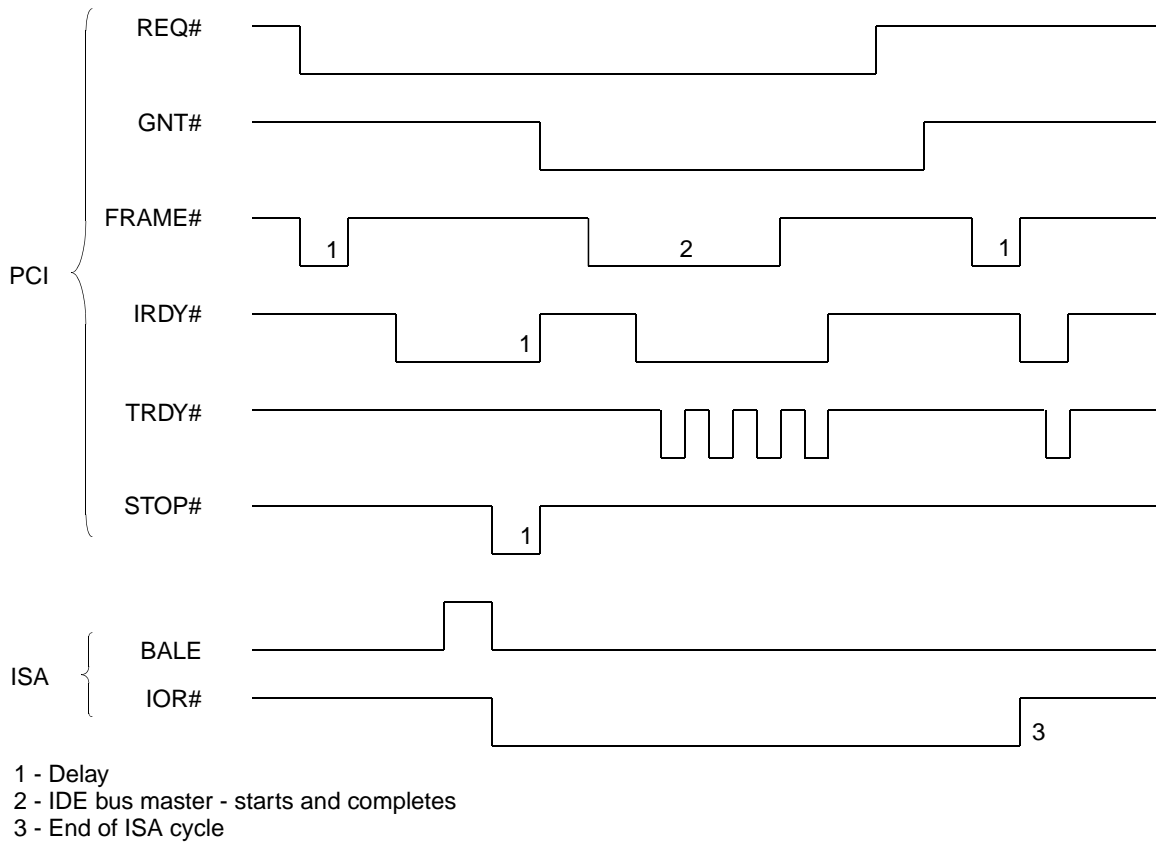 PCI
REQ#
GNT#
FRAME#
1
2
1
IRDY#
1
TRDY#
STOP#
1
ISA
BALE
IOR#
3
1 - Delay
2 - IDE bus master - starts and completes
3 - End of ISA cycle